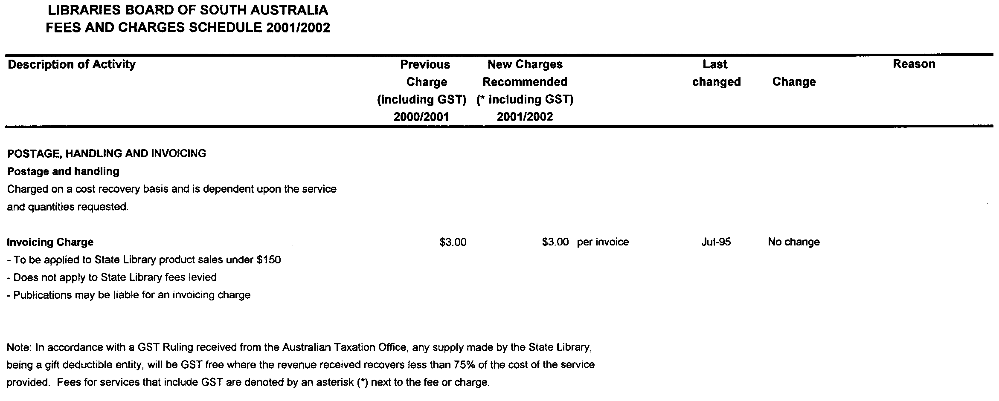 LIBRARIES BOARD OF SOUTH AUSTRALIA
FEES AND CHARGES SCHEDULE 2001/2002
Description of Activity Previous New Charges Last Reason
Charge Recommended changed Change
(including GST) (* including GST)
2000/2001 2001/2002
POSTAGE, HANDLING AND INVOICING
Postage and handling
Charged on a cost recovery basis and is dependent upon the service
and quantities requested.
Invoicing Charge $3.00 $3.00 per invoice Jul-95 No change
- To be applied to State Library product sales under $150
- Does not apply to State Library fees levied
- Publications may be liable for an invoicing charge
Note: In accordance with a GST Ruling received from the Australian Taxation Office, any supply made by the State Library,
being a gift deductible entity, will be GST free where the revenue received recovers less than 75% of the cost of the service
provided. Fees for services that include GST are denoted by an asterisk (*) next to the fee or charge.